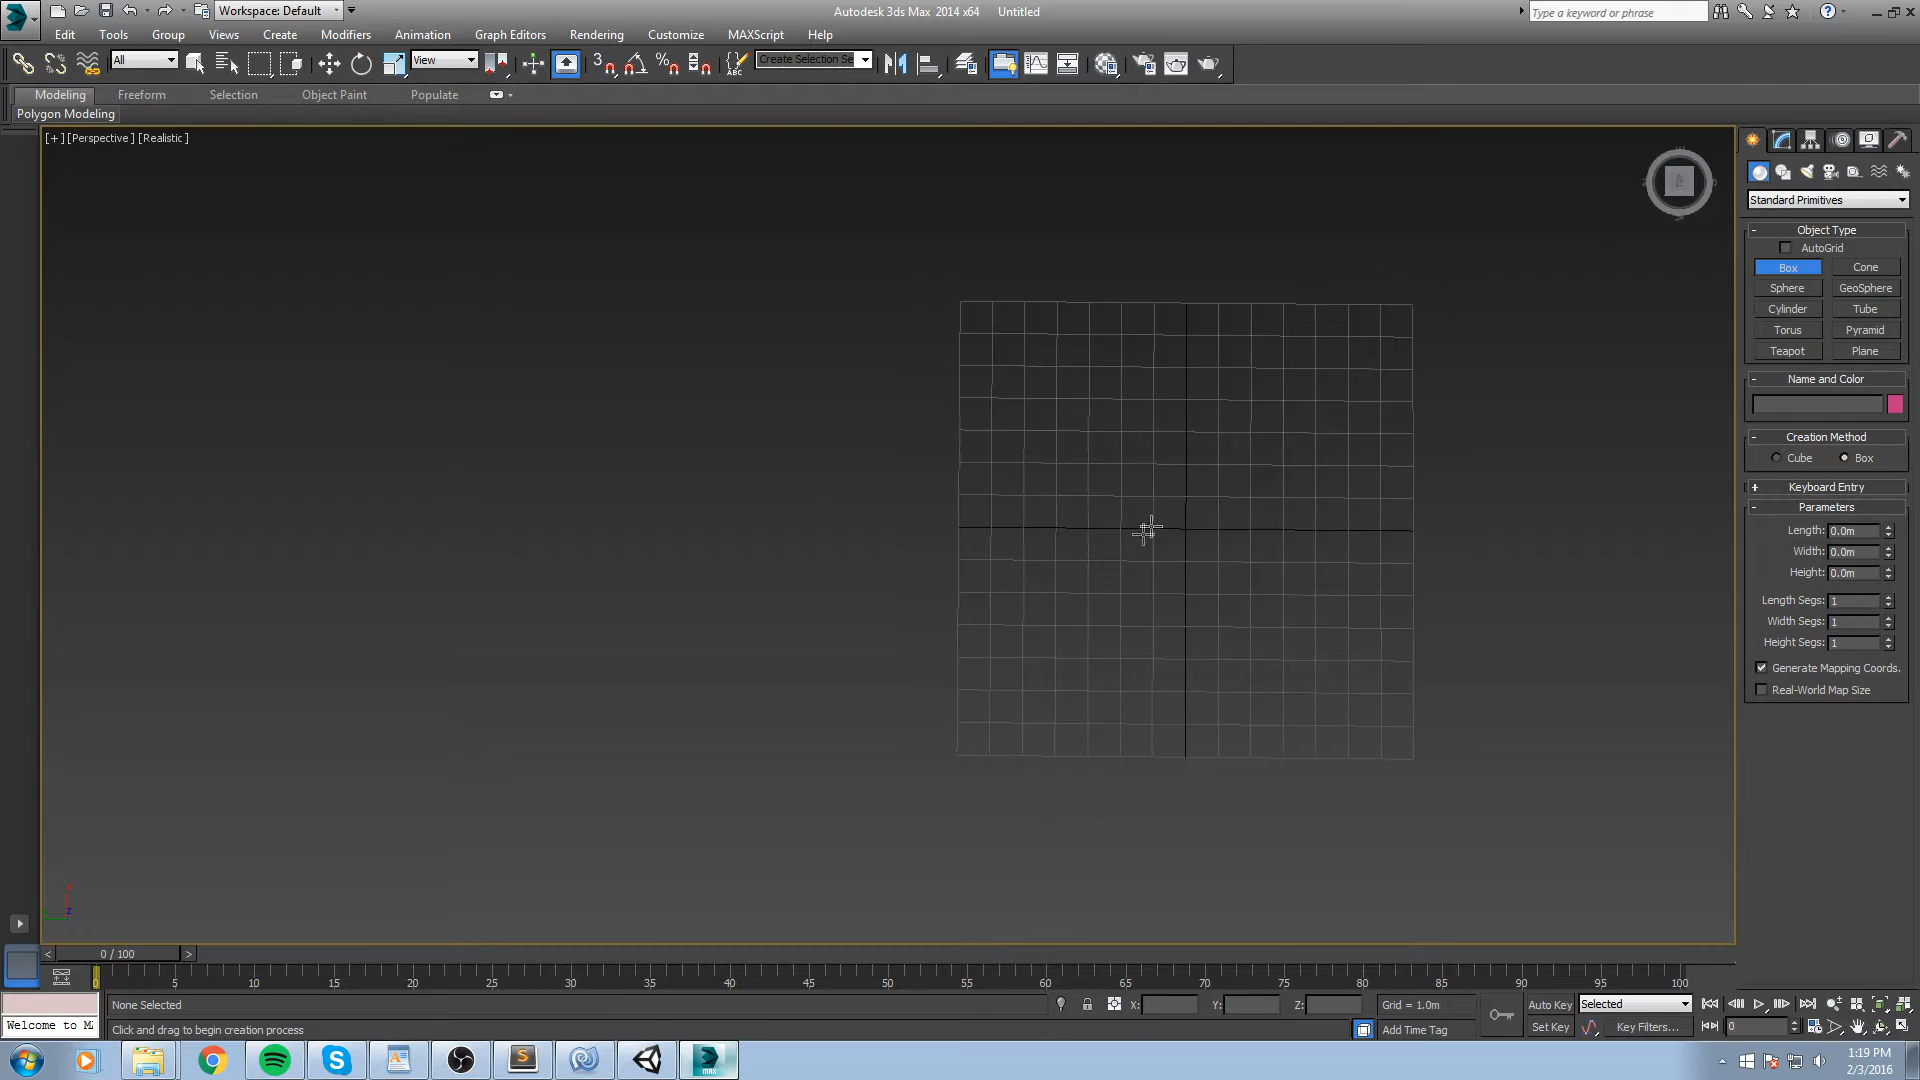 Workspace: Default
Autodesk 3ds Max 2014 x64 Untitled
Type a keyword or phrase
Edit Tools Group Views Create Modifiers Animation Graph Editors Rendering Customize MAXScript Help
All
View
3
%
ABC
Create Selection Se
Modeling Freeform Selection Object Paint Populate
Polygon Modeling
[+] [Perspective] [Realistic]
TOP
Standard Primitives
- Object Type
AutoGrid
Box Cone
Sphere GeoSphere
Cylinder Tube
Torus Pyramid
Teapot Plane
- Name and Color
- Creation Method
Cube Box
+ Keyboard Entry
- Parameters
Length: 0.0m
Width: 0.0m
Height: 0.0m
Length Segs: 1
Width Segs: 1
Height Segs: 1
Generate Mapping Coords.
Real-World Map Size
z
< 0 / 100 >
0 5 10 15 20 25 30 35 40 45 50 55 60 65 70 75 80 85 90 95 100
None Selected
X: Y: Z: Grid = 1.0m
Auto Key Selected
Welcome to M
Click and drag to begin creation process
Add Time Tag
Set Key Key Filters... 0
S
MAX
1:19 PM
2/3/2016